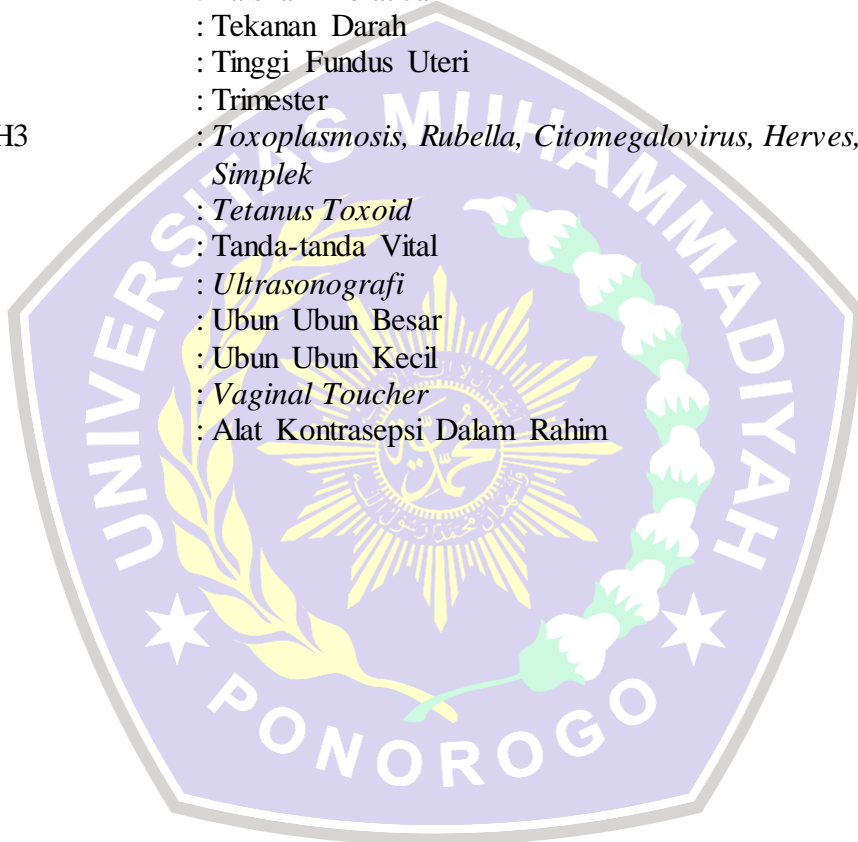 : Tekanan Darah
: Tinggi Fundus Uteri
: Trimester
H3 : Toxoplasmosis, Rubella, Citomegalovirus, Herves,
Simplek
: Tetanus Toxoid
: Tanda-tanda Vital
: Ultrasonografi
: Ubun Ubun Besar
: Ubun Ubun Kecil
: Vaginal Toucher
: Alat Kontrasepsi Dalam Rahim
UNIVERSITAS MUHAMMADIYAH
PONOROGO